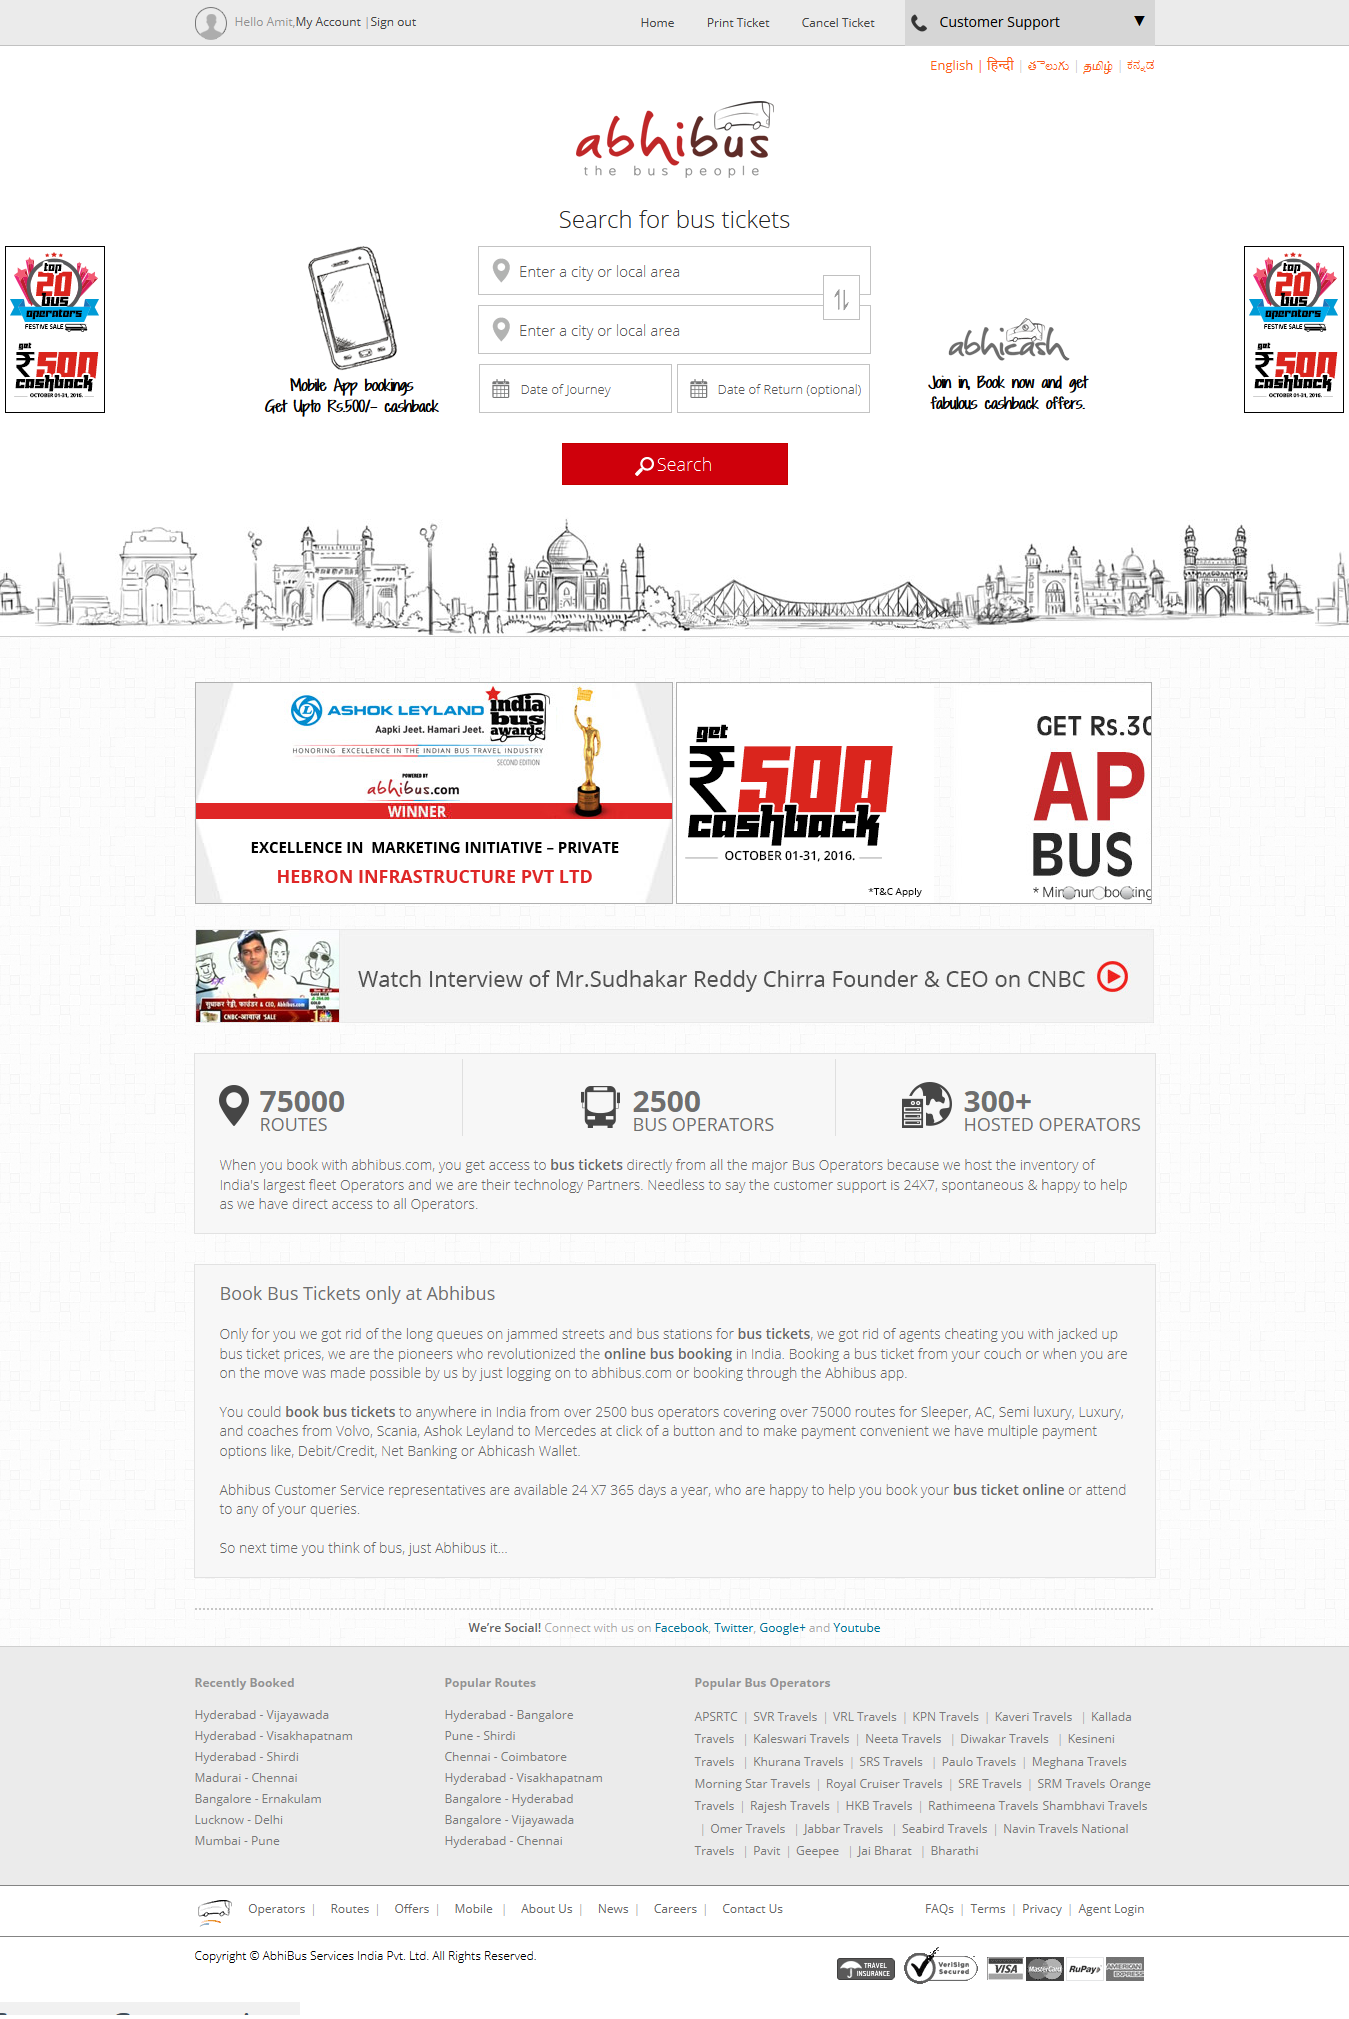 Hello Amit,My Account |Sign out
Home Print Ticket Cancel Ticket Customer Support ▼
English | हिन्दी | తెలుగు | தமிழ் | ಕನ್ನಡ
abhibus
the bus people
Search for bus tickets
top
20
bus
operators
FESTIVE SALE
get
₹500
cashback
OCTOBER 01-31, 2016.
Mobile App bookings
Get Upto Rs.500/- cashback
Enter a city or local area
Enter a city or local area
Date of Journey
Date of Return (optional)
abhicash
Join in, Book now and get
fabulous cashback offers.
top
20
bus
operators
FESTIVE SALE
get
₹500
cashback
OCTOBER 01-31, 2016.
Search
ASHOK LEYLAND
Aapki Jeet. Hamari Jeet.
india
bus
awards
HONORING EXCELLENCE IN THE INDIAN BUS TRAVEL INDUSTRY
SECOND EDITION
POWERED BY
abhibus.com
WINNER
EXCELLENCE IN MARKETING INITIATIVE – PRIVATE
HEBRON INFRASTRUCTURE PVT LTD
get
₹500
cashback
OCTOBER 01-31, 2016.
*T&C Apply
GET Rs.30
AP
BUS
Watch Interview of Mr.Sudhakar Reddy Chirra Founder & CEO on CNBC
सुधाकर रेड्डी, फाउंडर & CEO, Abhibus.com
CNBC-आवाज़ SALE
75000
ROUTES
2500
BUS OPERATORS
300+
HOSTED OPERATORS
When you book with abhibus.com, you get access to bus tickets directly from all the major Bus Operators because we host the inventory of
India's largest fleet Operators and we are their technology Partners. Needless to say the customer support is 24X7, spontaneous & happy to help
as we have direct access to all Operators.
Book Bus Tickets only at Abhibus
Only for you we got rid of the long queues on jammed streets and bus stations for bus tickets, we got rid of agents cheating you with jacked up
bus ticket prices, we are the pioneers who revolutionized the online bus booking in India. Booking a bus ticket from your couch or when you are
on the move was made possible by us by just logging on to abhibus.com or booking through the Abhibus app.
You could book bus tickets to anywhere in India from over 2500 bus operators covering over 75000 routes for Sleeper, AC, Semi luxury, Luxury,
and coaches from Volvo, Scania, Ashok Leyland to Mercedes at click of a button and to make payment convenient we have multiple payment
options like, Debit/Credit, Net Banking or Abhicash Wallet.
Abhibus Customer Service representatives are available 24 X7 365 days a year, who are happy to help you book your bus ticket online or attend
to any of your queries.
So next time you think of bus, just Abhibus it...
We're Social! Connect with us on Facebook, Twitter, Google+ and Youtube
Recently Booked
Hyderabad - Vijayawada
Hyderabad - Visakhapatnam
Hyderabad - Shirdi
Madurai - Chennai
Bangalore - Ernakulam
Lucknow - Delhi
Mumbai - Pune
Popular Routes
Hyderabad - Bangalore
Pune - Shirdi
Chennai - Coimbatore
Hyderabad - Visakhapatnam
Bangalore - Hyderabad
Bangalore - Vijayawada
Hyderabad - Chennai
Popular Bus Operators
APSRTC | SVR Travels | VRL Travels | KPN Travels | Kaveri Travels | Kallada
Travels | Kaleswari Travels | Neeta Travels | Diwakar Travels | Kesineni
Travels | Khurana Travels | SRS Travels | Paulo Travels | Meghana Travels
Morning Star Travels | Royal Cruiser Travels | SRE Travels | SRM Travels Orange
Travels | Rajesh Travels | HKB Travels | Rathimeena Travels Shambhavi Travels
| Omer Travels | Jabbar Travels | Seabird Travels | Navin Travels National
Travels | Pavit | Geepee | Jai Bharat | Bharathi
Operators | Routes | Offers | Mobile | About Us | News | Careers | Contact Us
FAQs | Terms | Privacy | Agent Login
Copyright © AbhiBus Services India Pvt. Ltd. All Rights Reserved.
TRAVEL
INSURANCE
VeriSign
Secured
VISA
MasterCard
RuPay
AMERICAN
EXPRESS